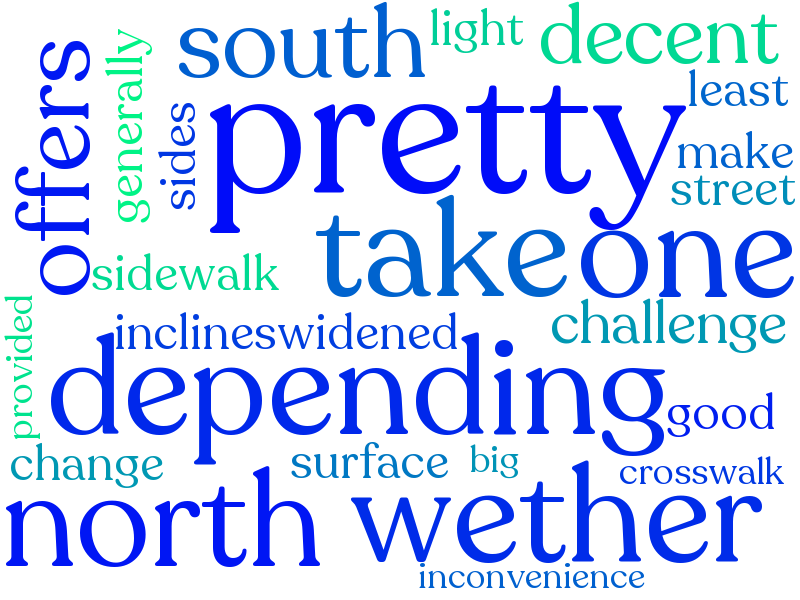 south
light
decent
offers
generally
sides
pretty
least
make
street
take
one
sidewalk
provided
inclines
widened
challenge
depending
good
change
surface
big
crosswalk
north
wether
inconvenience